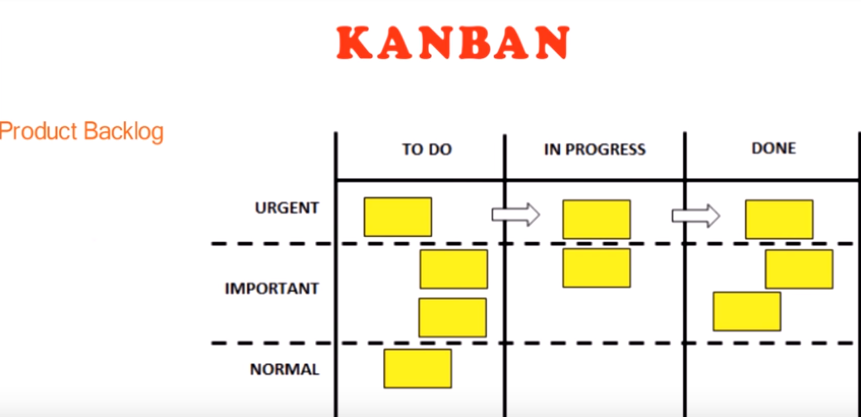 KANBAN
Product Backlog
TO DO
IN PROGRESS
DONE
URGENT
IMPORTANT
NORMAL